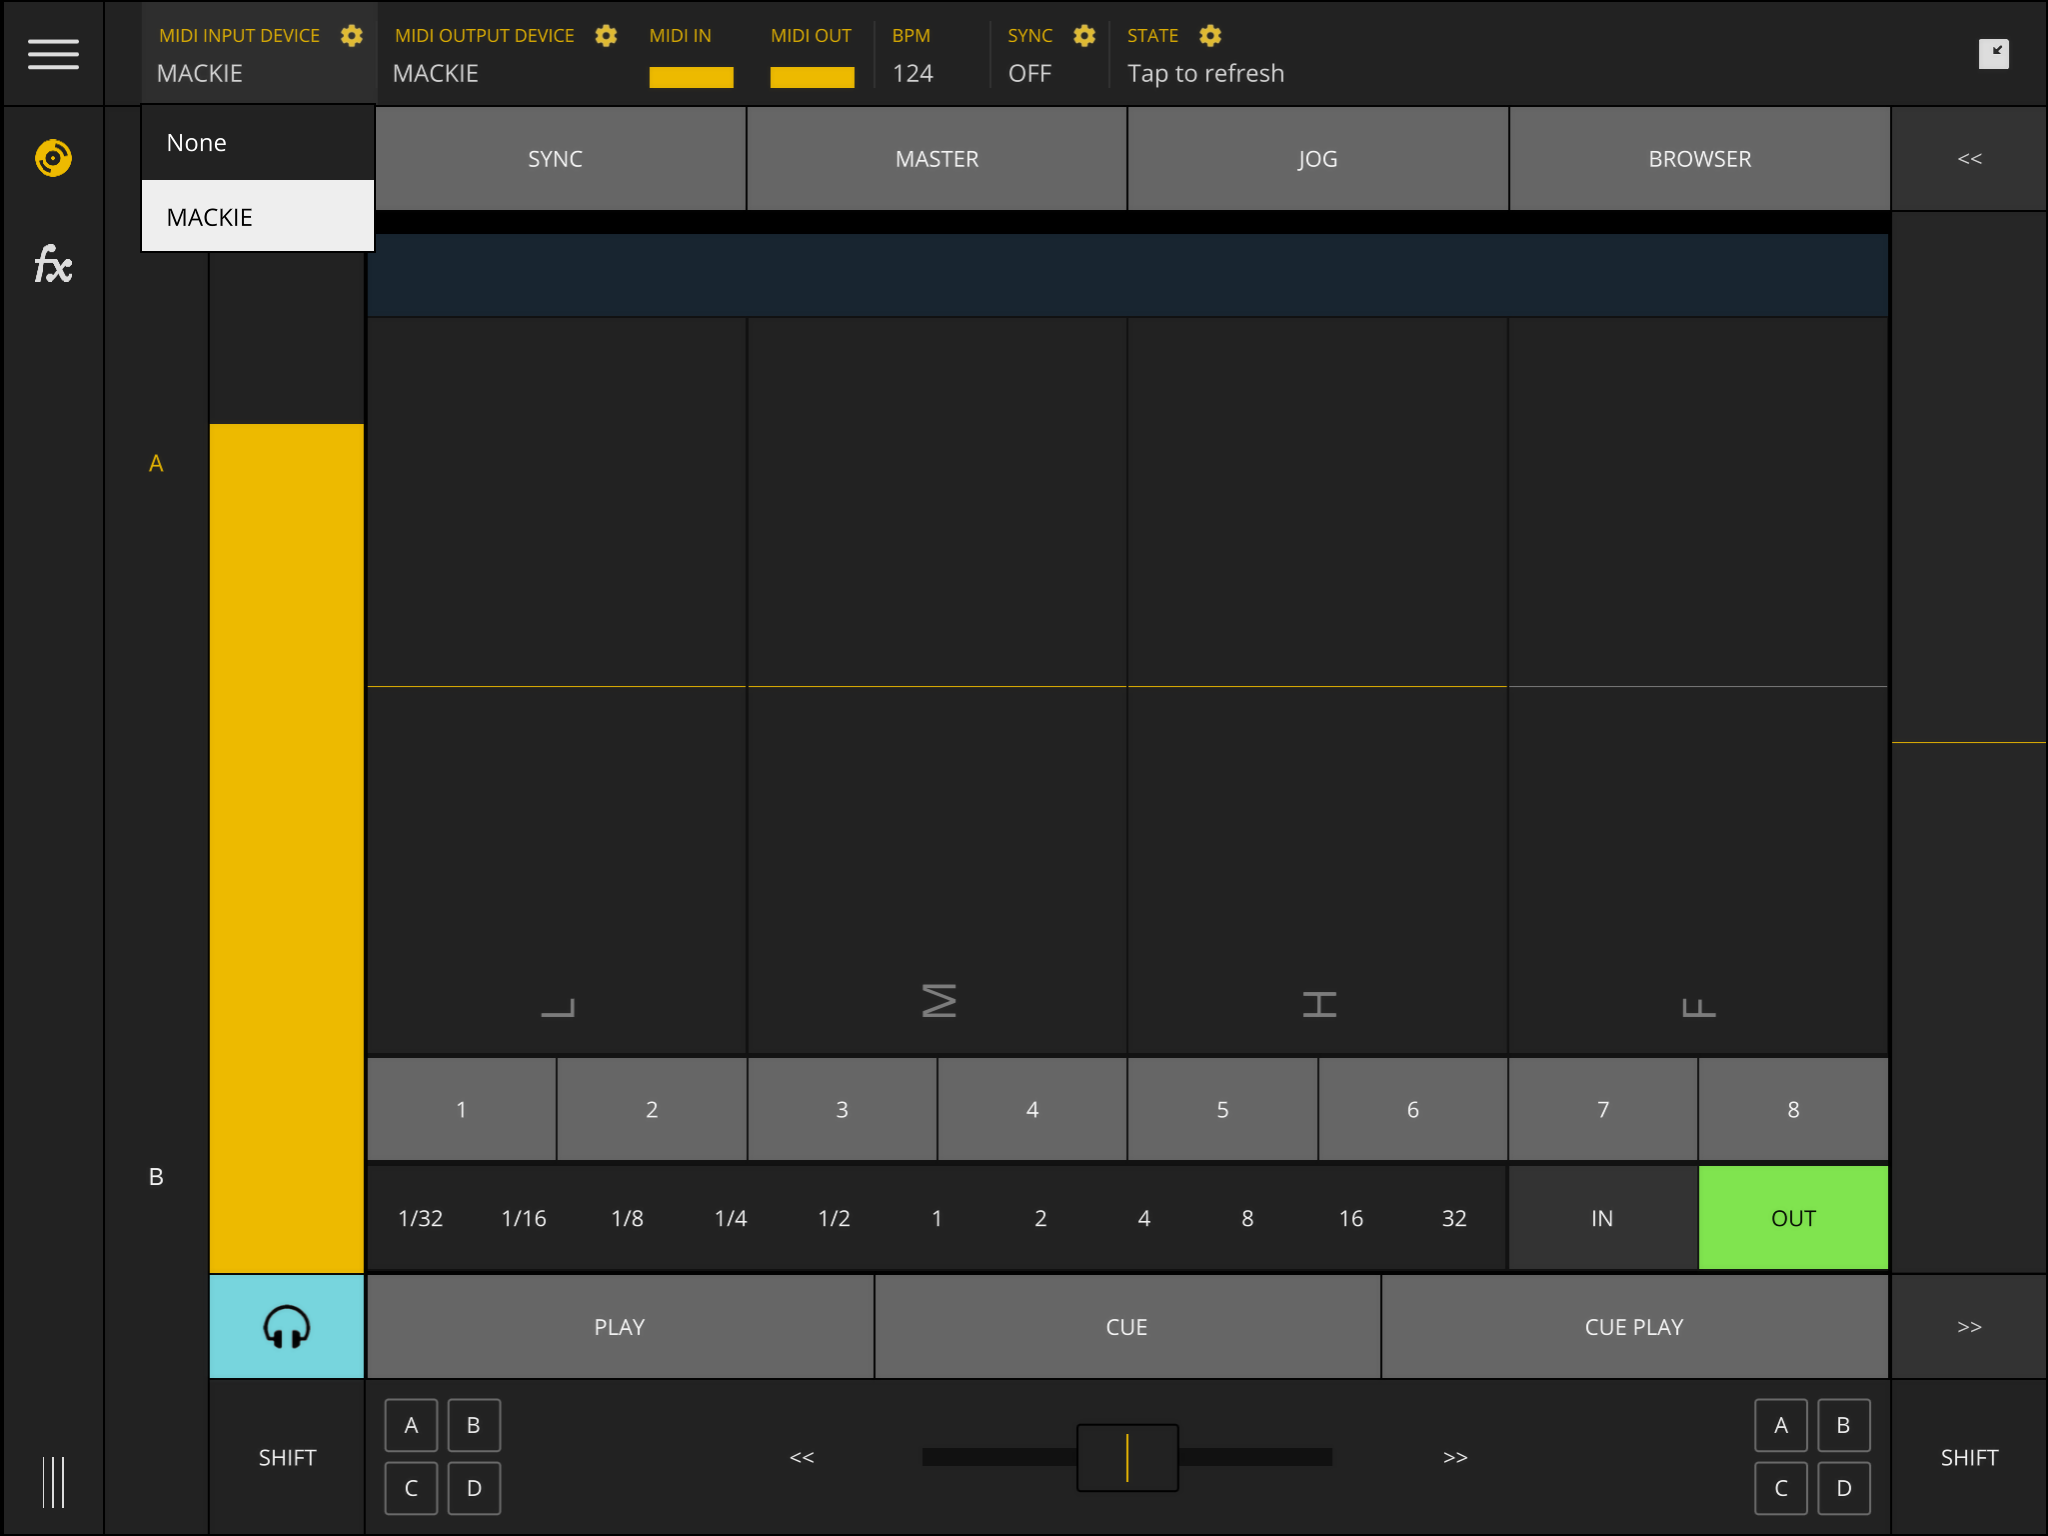 MIDI INPUT DEVICE MIDI OUTPUT DEVICE MIDI IN MIDI OUT BPM SYNC STATE
MACKIE MACKIE 124 OFF Tap to refresh
None
MACKIE
SYNC MASTER JOG BROWSER <<
fx
A
L M H F
1 2 3 4 5 6 7 8
B
1/32 1/16 1/8 1/4 1/2 1 2 4 8 16 32 IN OUT
PLAY CUE CUE PLAY >>
A B A B
SHIFT << >> SHIFT
C D C D